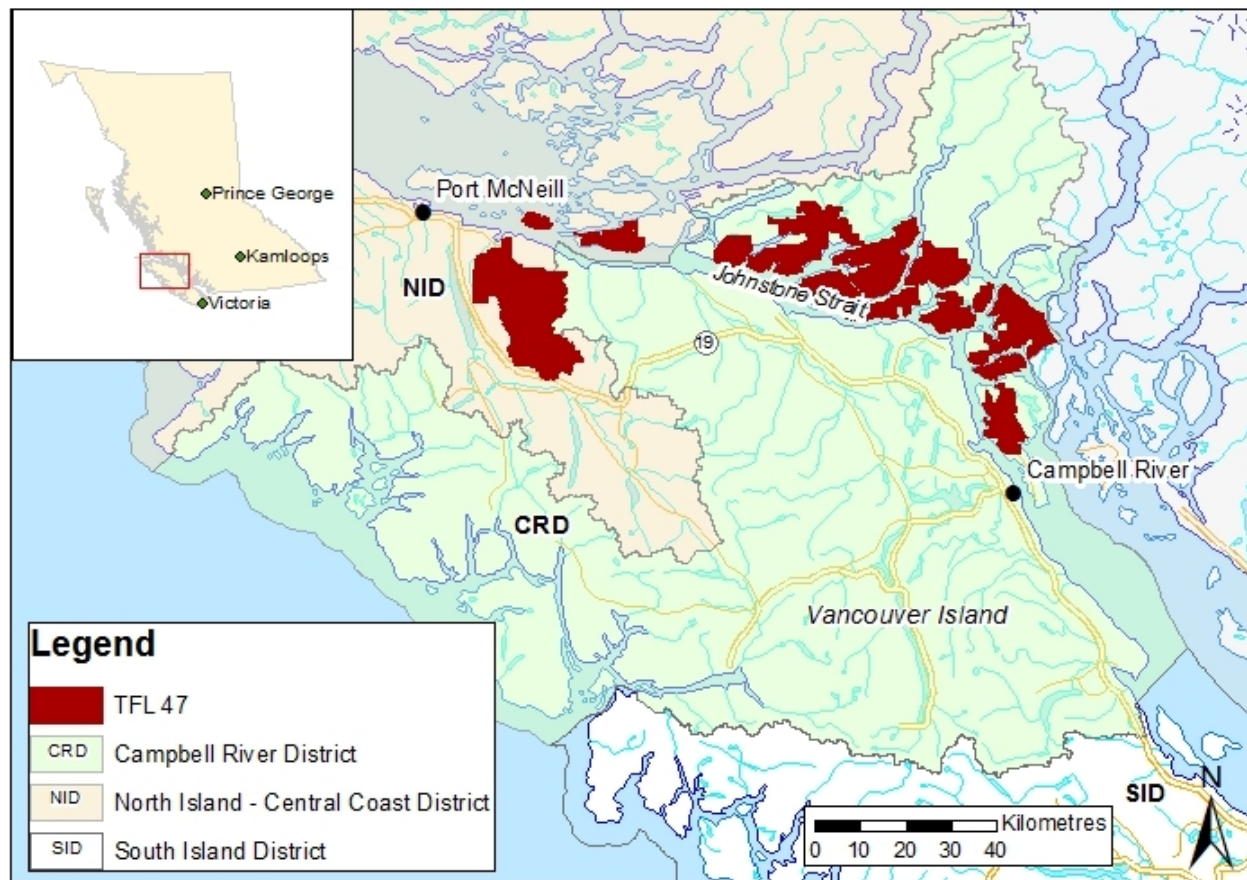 Prince George
Kamloops
Victoria
Port McNeill
NID
Johnstone Strait
19
Campbell River
CRD
Vancouver Island
Legend
TFL 47
CRD Campbell River District
NID North Island - Central Coast District
SID South Island District
SID
N
Kilometres
0 10 20 30 40